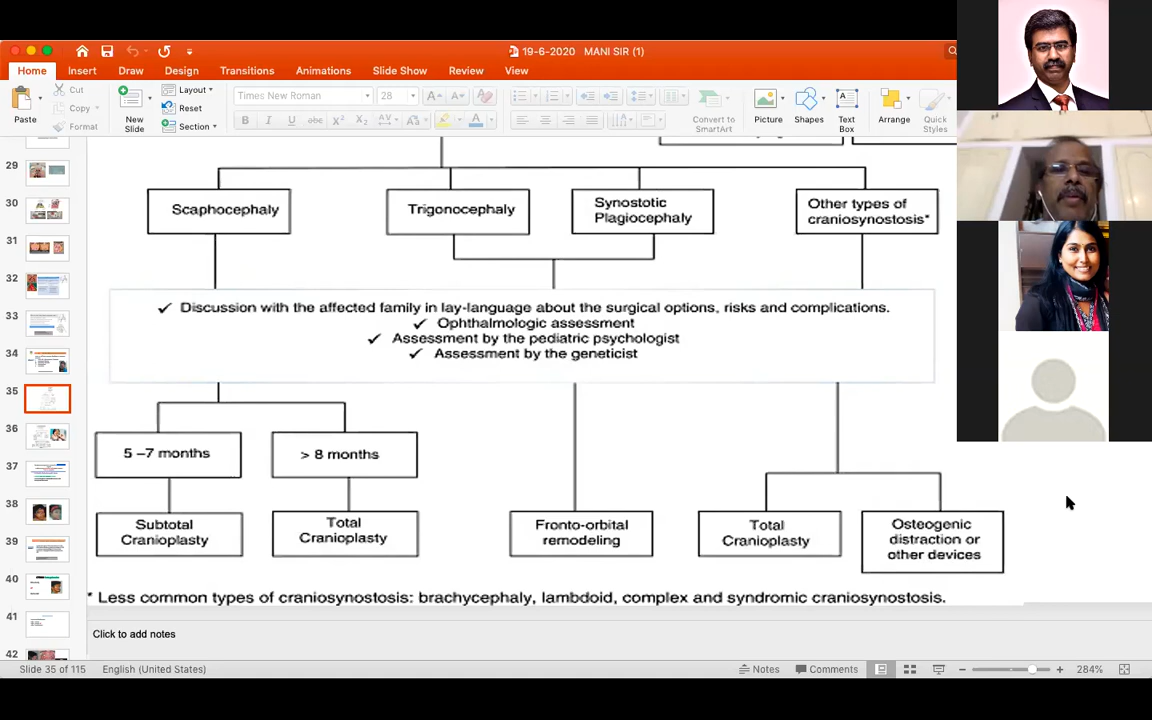 19-6-2020 MANI SIR (1)
Home Insert Draw Design Transitions Animations Slide Show Review View
Paste
Cut
Copy
Format
New
Slide
Layout
Reset
Section
Times New Roman
28
B I U abc X² X₂ AV Aa A
Convert to
SmartArt
Picture
Shapes
Text
Box
Arrange
Quick
Styles
29
30
31
32
33
34
35
36
37
38
39
40
41
42
Scaphocephaly
Trigonocephaly
Synostotic
Plagiocephaly
Other types of
craniosynostosis*
✓ Discussion with the affected family in lay-language about the surgical options, risks and complications.
✓ Ophthalmologic assessment
✓ Assessment by the pediatric psychologist
✓ Assessment by the geneticist
5 –7 months
> 8 months
Subtotal
Cranioplasty
Total
Cranioplasty
Fronto-orbital
remodeling
Total
Cranioplasty
Osteogenic
distraction or
other devices
* Less common types of craniosynostosis: brachycephaly, lambdoid, complex and syndromic craniosynostosis.
Click to add notes
Slide 35 of 115 English (United States)
Notes Comments
284%